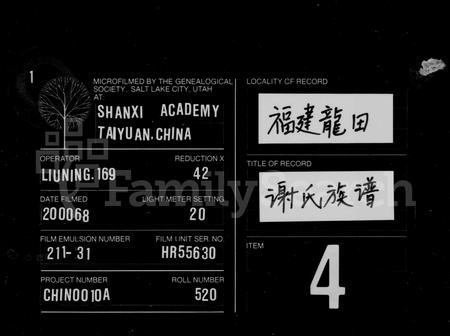 1
MICROFILMED BY THE GENEALOGICAL
SOCIETY, SALT LAKE CITY, UTAH
AT
SHANXI ACADEMY
TAIYUAN. CHINA
OPERATOR REDUCTION X
LIUNING. 169 42
DATE FILMED LIGHT METER SETTING
200068 20
FILM EMULSION NUMBER FILM UNIT SER. NO.
211-31 HR55630
PROJECT NUMBER ROLL NUMBER
CHINO010A 520
LOCALITY OF RECORD
福建龍田
TITLE OF RECORD
谢氏族谱
ITEM
4
FamilySearch